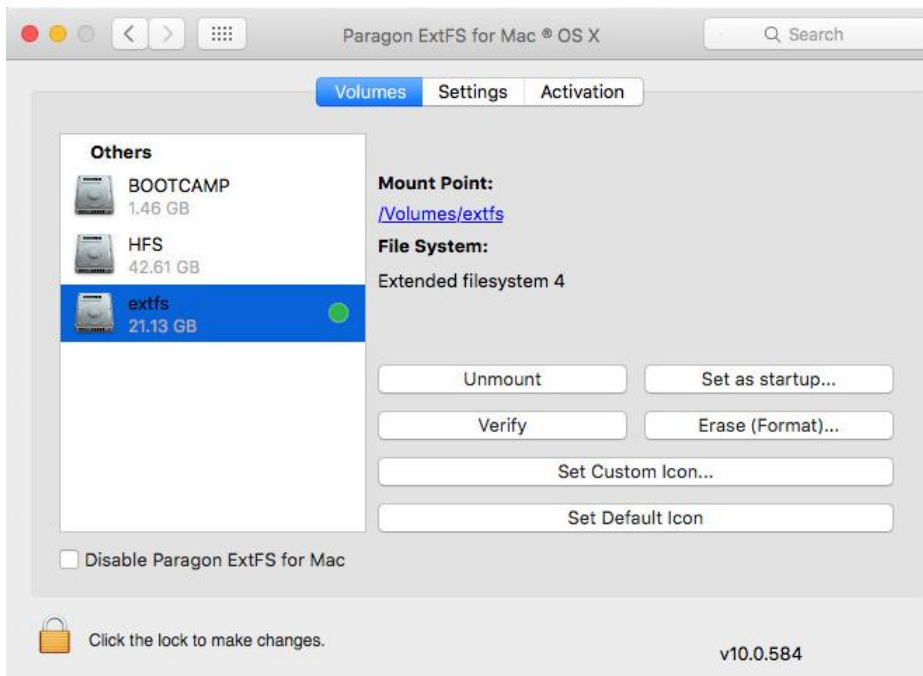 Paragon ExtFS for Mac ® OS X
Search
Volumes Settings Activation
Others
BOOTCAMP
1.46 GB
HFS
42.61 GB
extfs
21.13 GB
Mount Point:
/Volumes/extfs
File System:
Extended filesystem 4
Unmount Set as startup...
Verify Erase (Format)...
Set Custom Icon...
Set Default Icon
Disable Paragon ExtFS for Mac
Click the lock to make changes.
v10.0.584